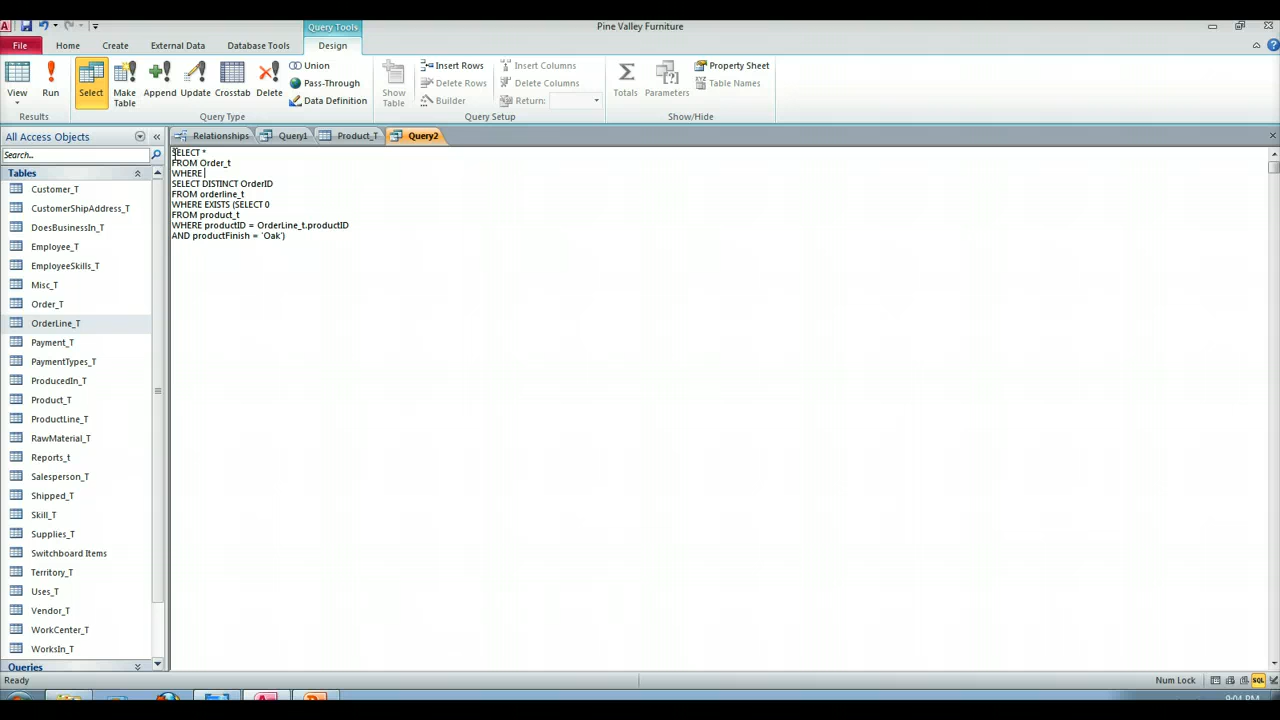 Query Tools
Pine Valley Furniture
File Home Create External Data Database Tools Design
View Run Select Make Table Append Update Crosstab Delete
Union
Pass-Through
Data Definition
Show Table
Insert Rows
Delete Rows
Builder
Insert Columns
Delete Columns
Return:
Totals Parameters
Property Sheet
Table Names
Results Query Type Query Setup Show/Hide
All Access Objects
Relationships Query1 Product_T Query2
Search...
Tables
Customer_T
CustomerShipAddress_T
DoesBusinessIn_T
Employee_T
EmployeeSkills_T
Misc_T
Order_T
OrderLine_T
Payment_T
PaymentTypes_T
ProducedIn_T
Product_T
ProductLine_T
RawMaterial_T
Reports_t
Salesperson_T
Shipped_T
Skill_T
Supplies_T
Switchboard Items
Territory_T
Uses_T
Vendor_T
WorkCenter_T
WorksIn_T
Queries
SELECT *
FROM Order_t
WHERE
SELECT DISTINCT OrderID
FROM orderline_t
WHERE EXISTS (SELECT 0
FROM product_t
WHERE productID = OrderLine_t.productID
AND productFinish = 'Oak')
Ready
Num Lock
SQL
9:04 PM